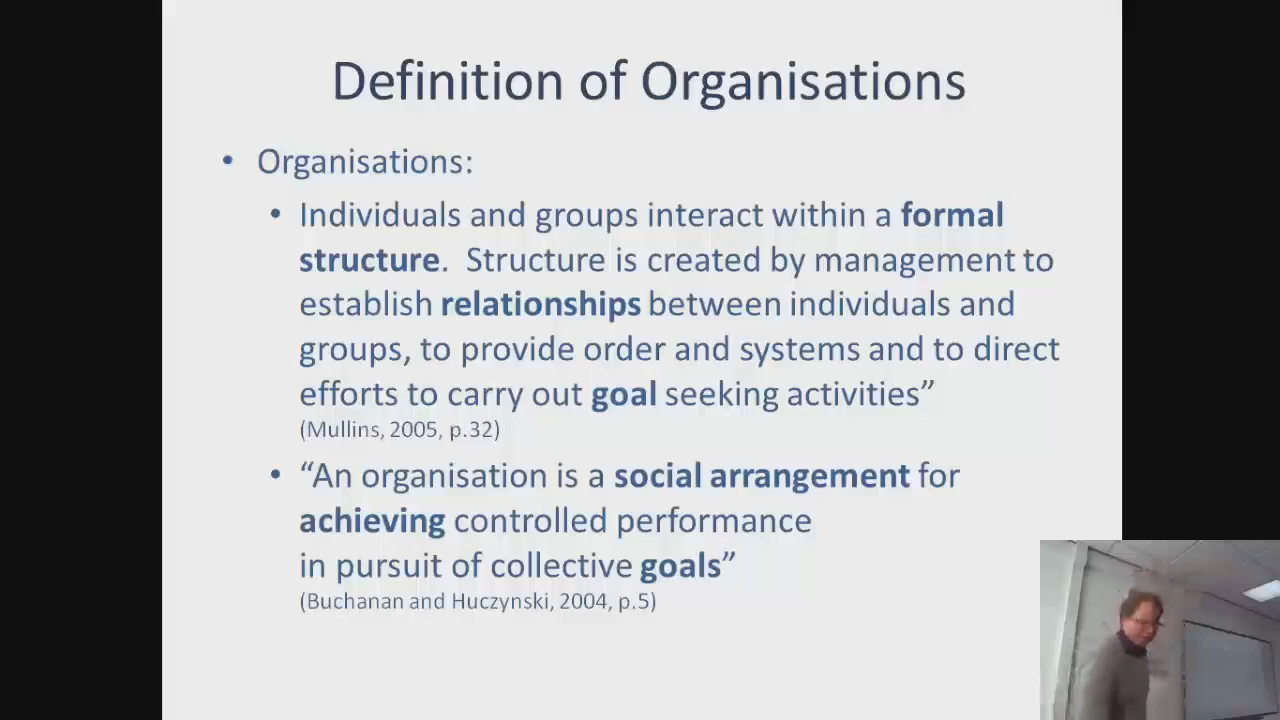 Definition of Organisations
• Organisations:
• Individuals and groups interact within a formal
structure.  Structure is created by management to
establish relationships between individuals and
groups, to provide order and systems and to direct
efforts to carry out goal seeking activities”
(Mullins, 2005, p.32)
• “An organisation is a social arrangement for
achieving controlled performance
in pursuit of collective goals”
(Buchanan and Huczynski, 2004, p.5)